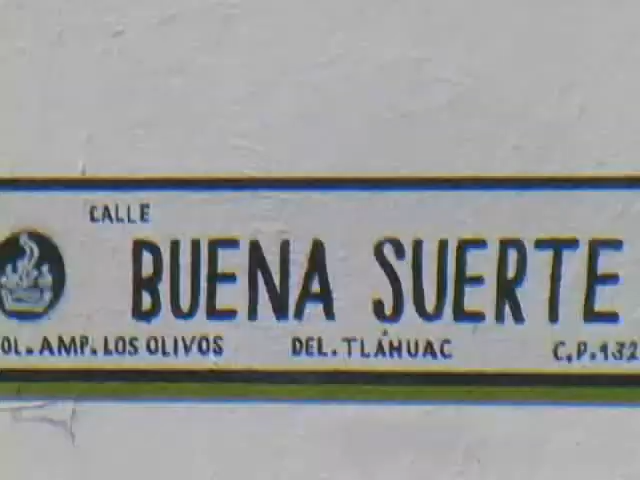 CALLE
BUENA SUERTE
OL. AMP. LOS OLIVOS DEL. TLÁHUAC C.P. 132